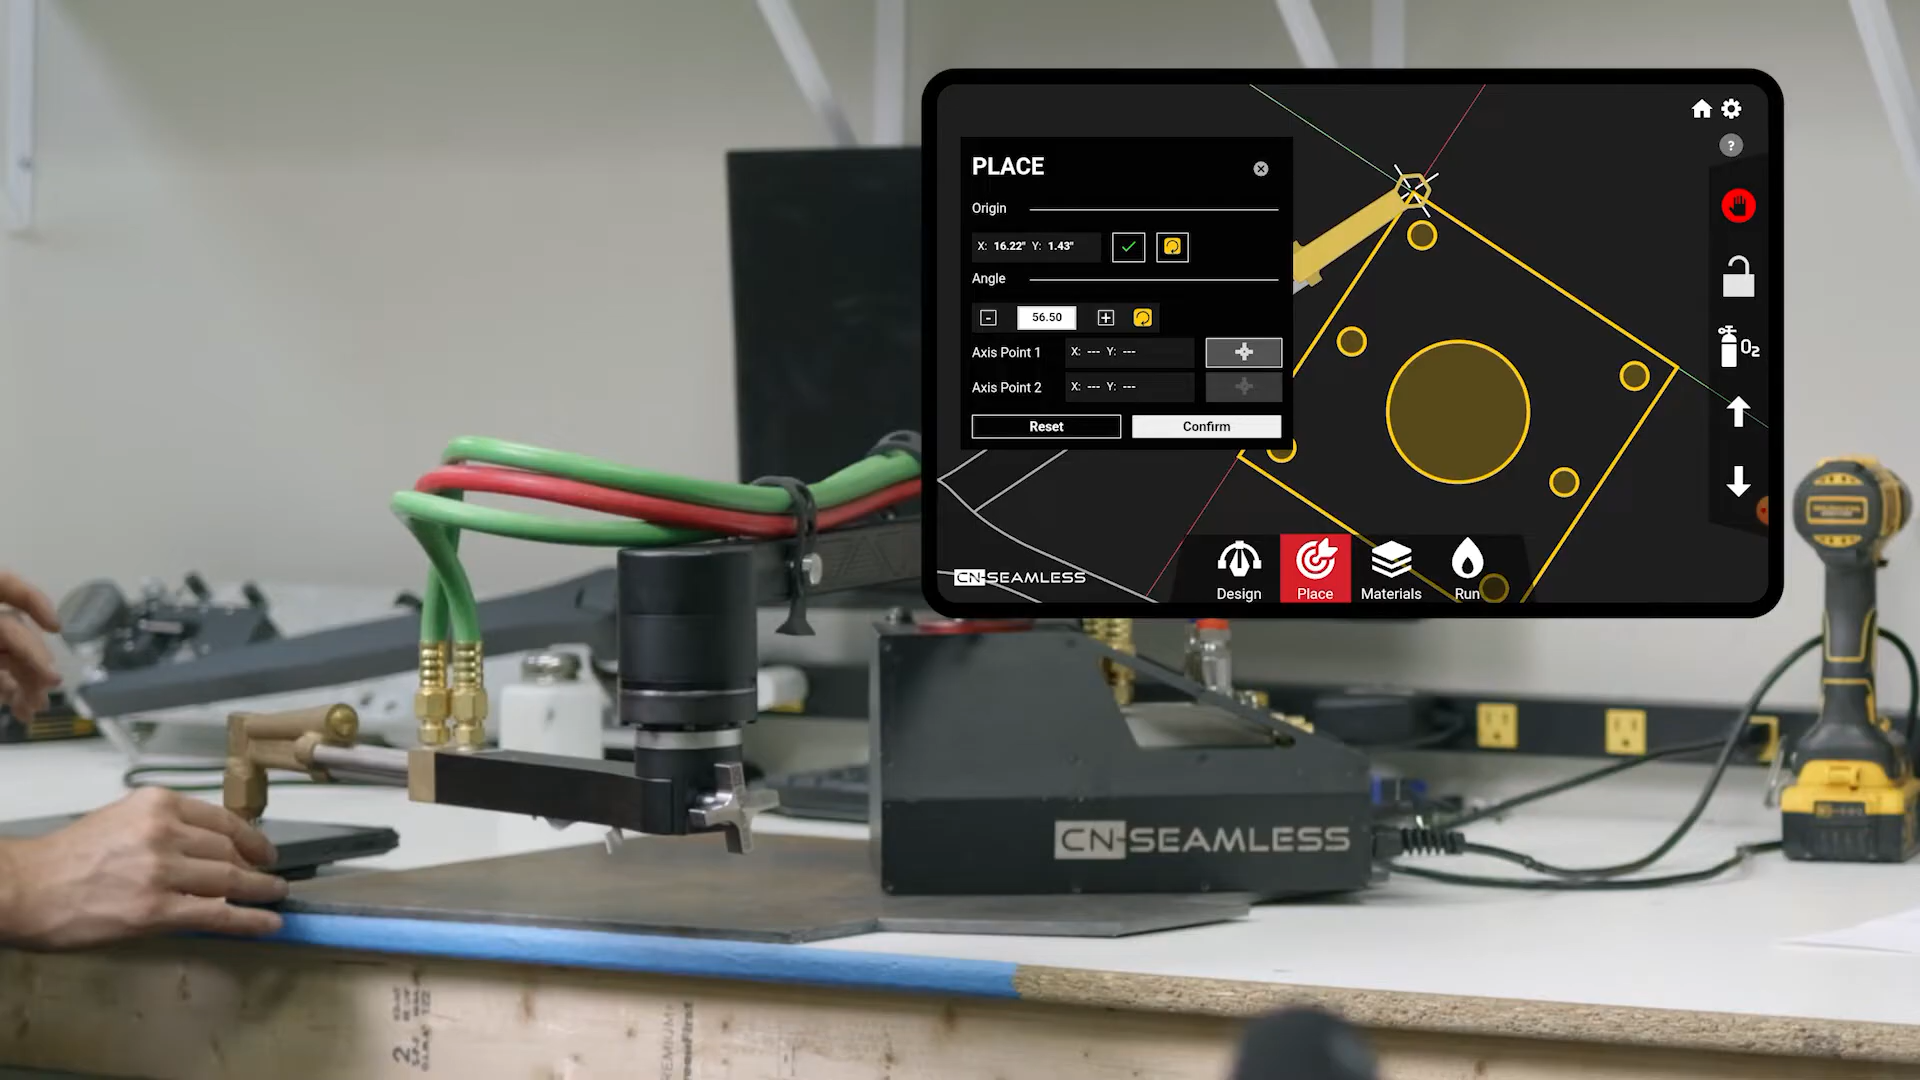 PLACE
Origin
X: 16.22" Y: 1.43"
Angle
-
56.50
+
Axis Point 1
X: --- Y: ---
Axis Point 2
X: --- Y: ---
Reset
Confirm
?
O2
CN-SEAMLESS
Design
Place
Materials
Run
CN-SEAMLESS
2